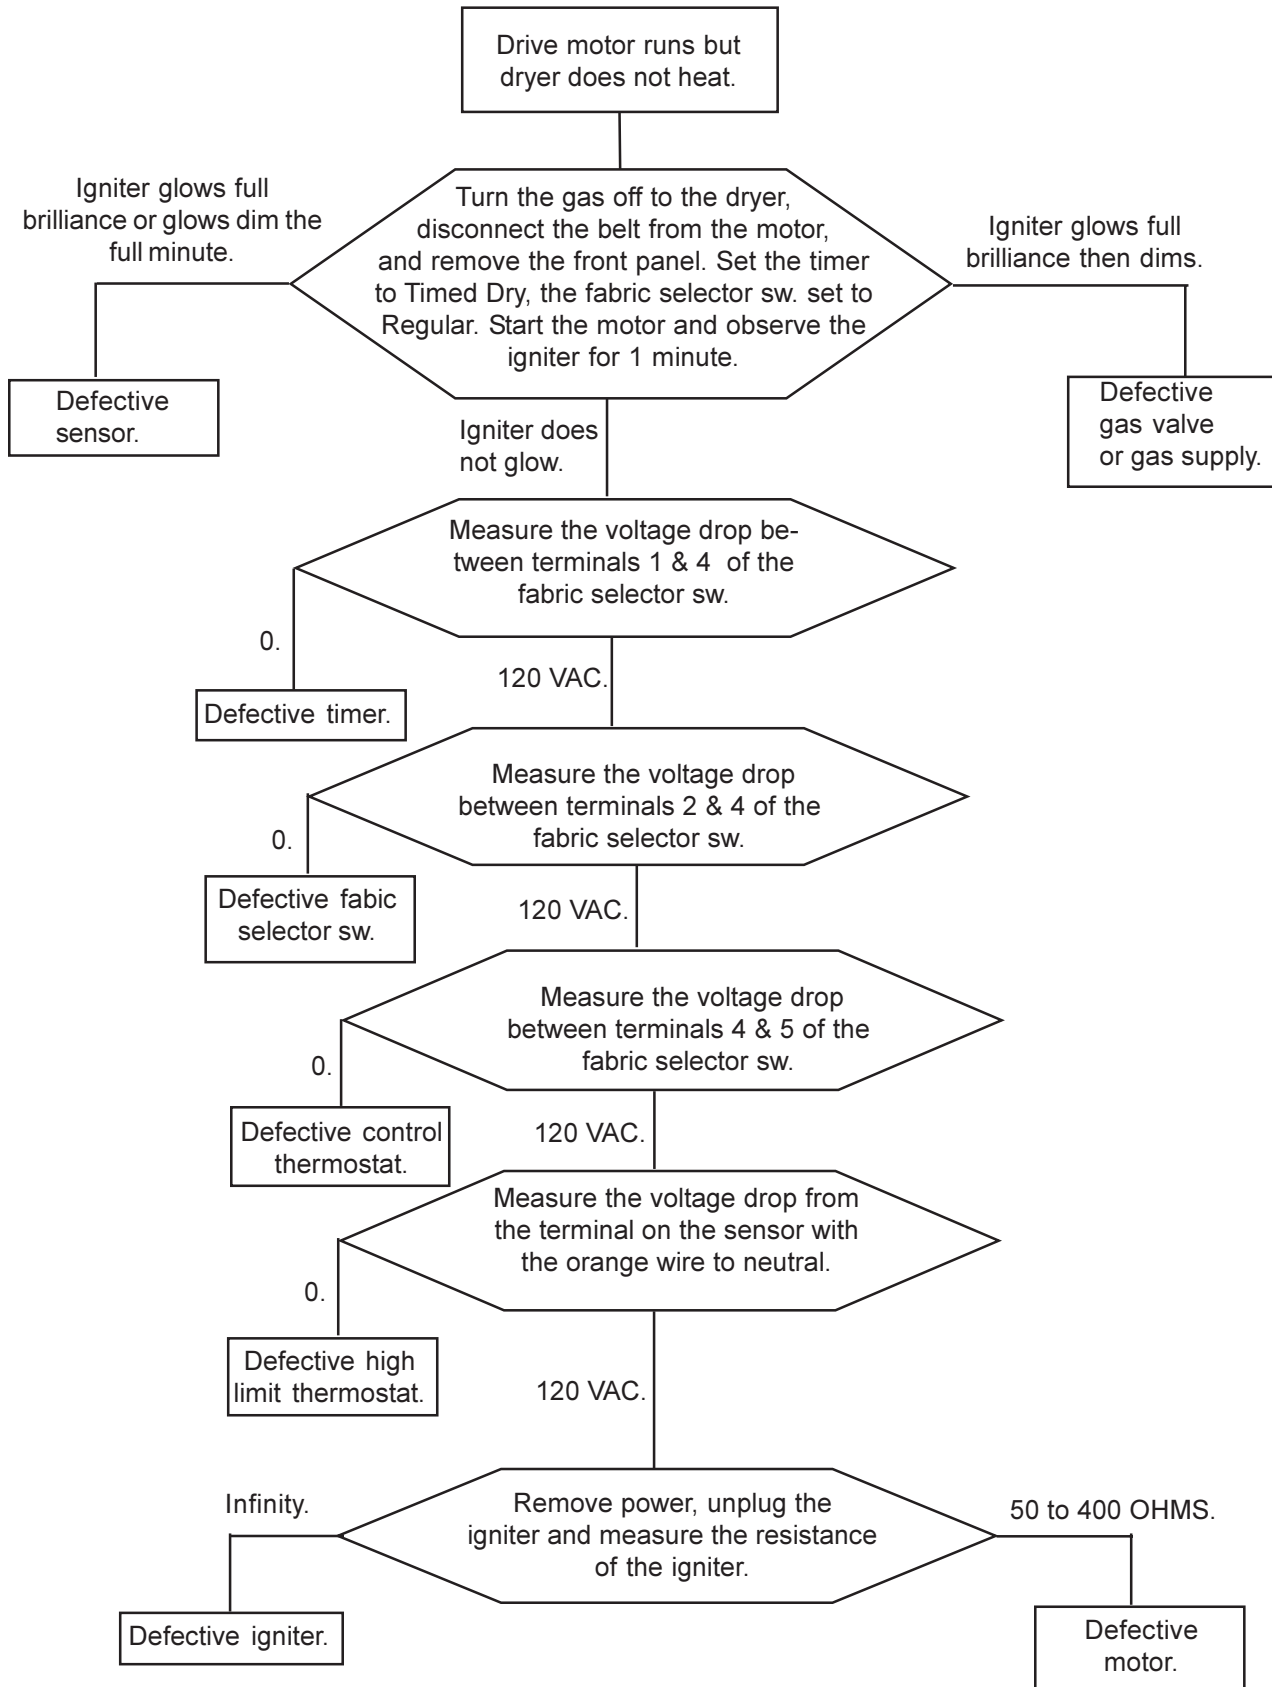 Drive motor runs but
dryer does not heat.
Igniter glows full
brilliance or glows dim the
full minute.
Turn the gas off to the dryer,
disconnect the belt from the motor,
and remove the front panel. Set the timer
to Timed Dry, the fabric selector sw. set to
Regular. Start the motor and observe the
igniter for 1 minute.
Igniter glows full
brilliance then dims.
Defective
sensor.
Defective
gas valve
or gas supply.
Igniter does
not glow.
Measure the voltage drop be-
tween terminals 1 & 4 of the
fabric selector sw.
0.
120 VAC.
Defective timer.
Measure the voltage drop
between terminals 2 & 4 of the
fabric selector sw.
0.
120 VAC.
Defective fabic
selector sw.
Measure the voltage drop
between terminals 4 & 5 of the
fabric selector sw.
0.
120 VAC.
Defective control
thermostat.
Measure the voltage drop from
the terminal on the sensor with
the orange wire to neutral.
0.
120 VAC.
Defective high
limit thermostat.
Infinity.
Remove power, unplug the
igniter and measure the resistance
of the igniter.
50 to 400 OHMS.
Defective igniter.
Defective
motor.